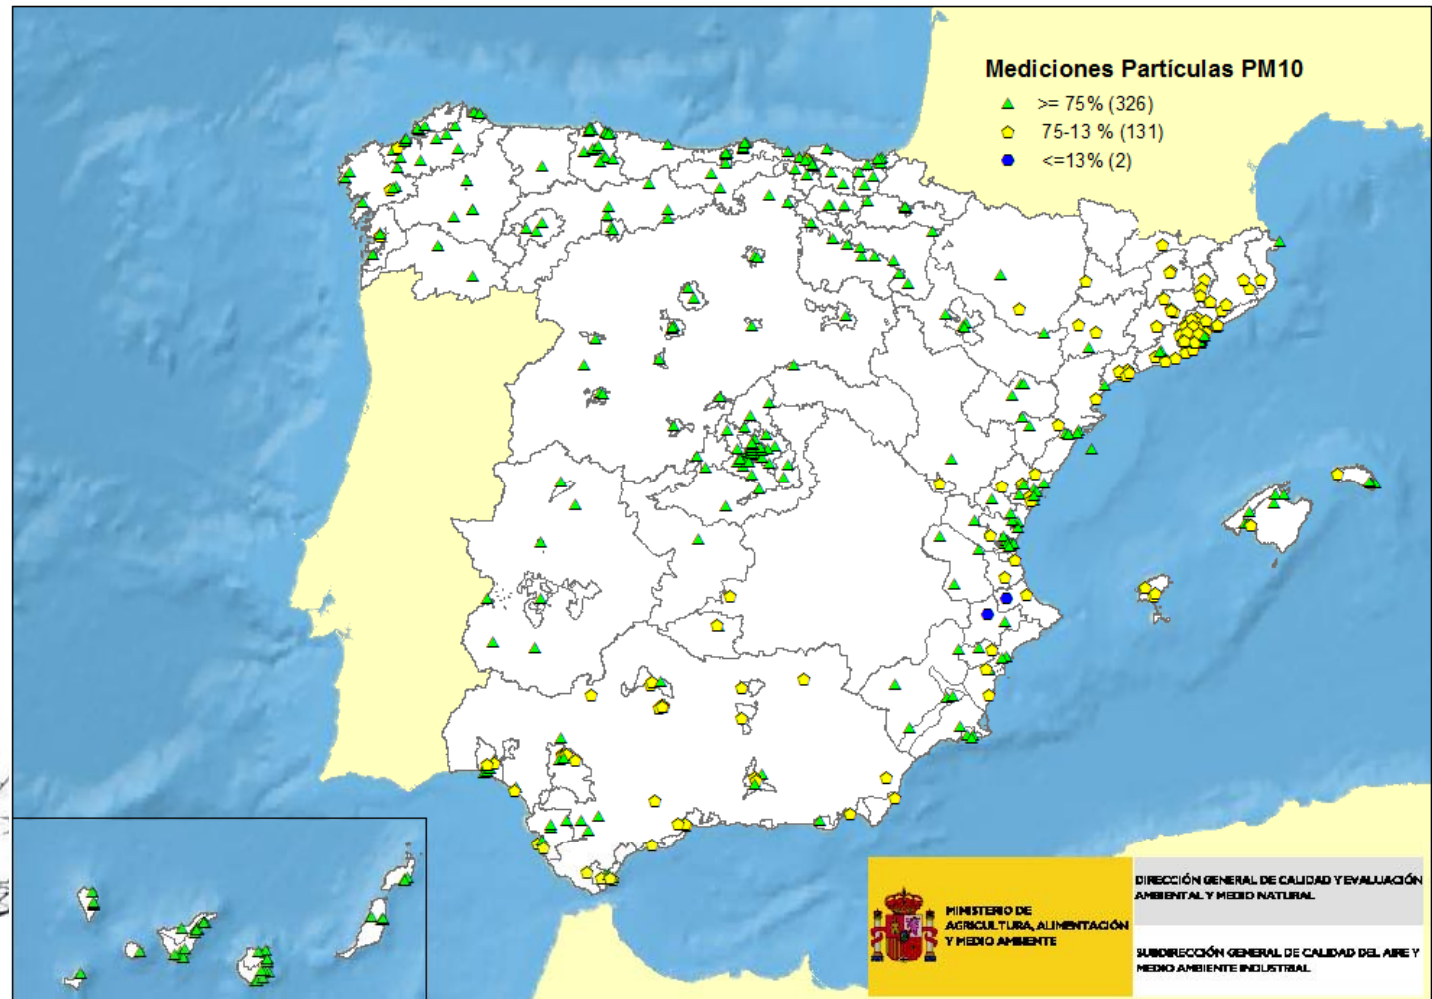 Mediciones Partículas PM10
>= 75% (326)
75-13 % (131)
<=13% (2)
MINISTERIO DE
AGRICULTURA, ALIMENTACIÓN
Y MEDIO AMBIENTE
DIRECCIÓN GENERAL DE CALIDAD Y EVALUACIÓN
AMBIENTAL Y MEDIO NATURAL
SUBDIRECCIÓN GENERAL DE CALIDAD DEL AIRE Y
MEDIO AMBIENTE INDUSTRIAL